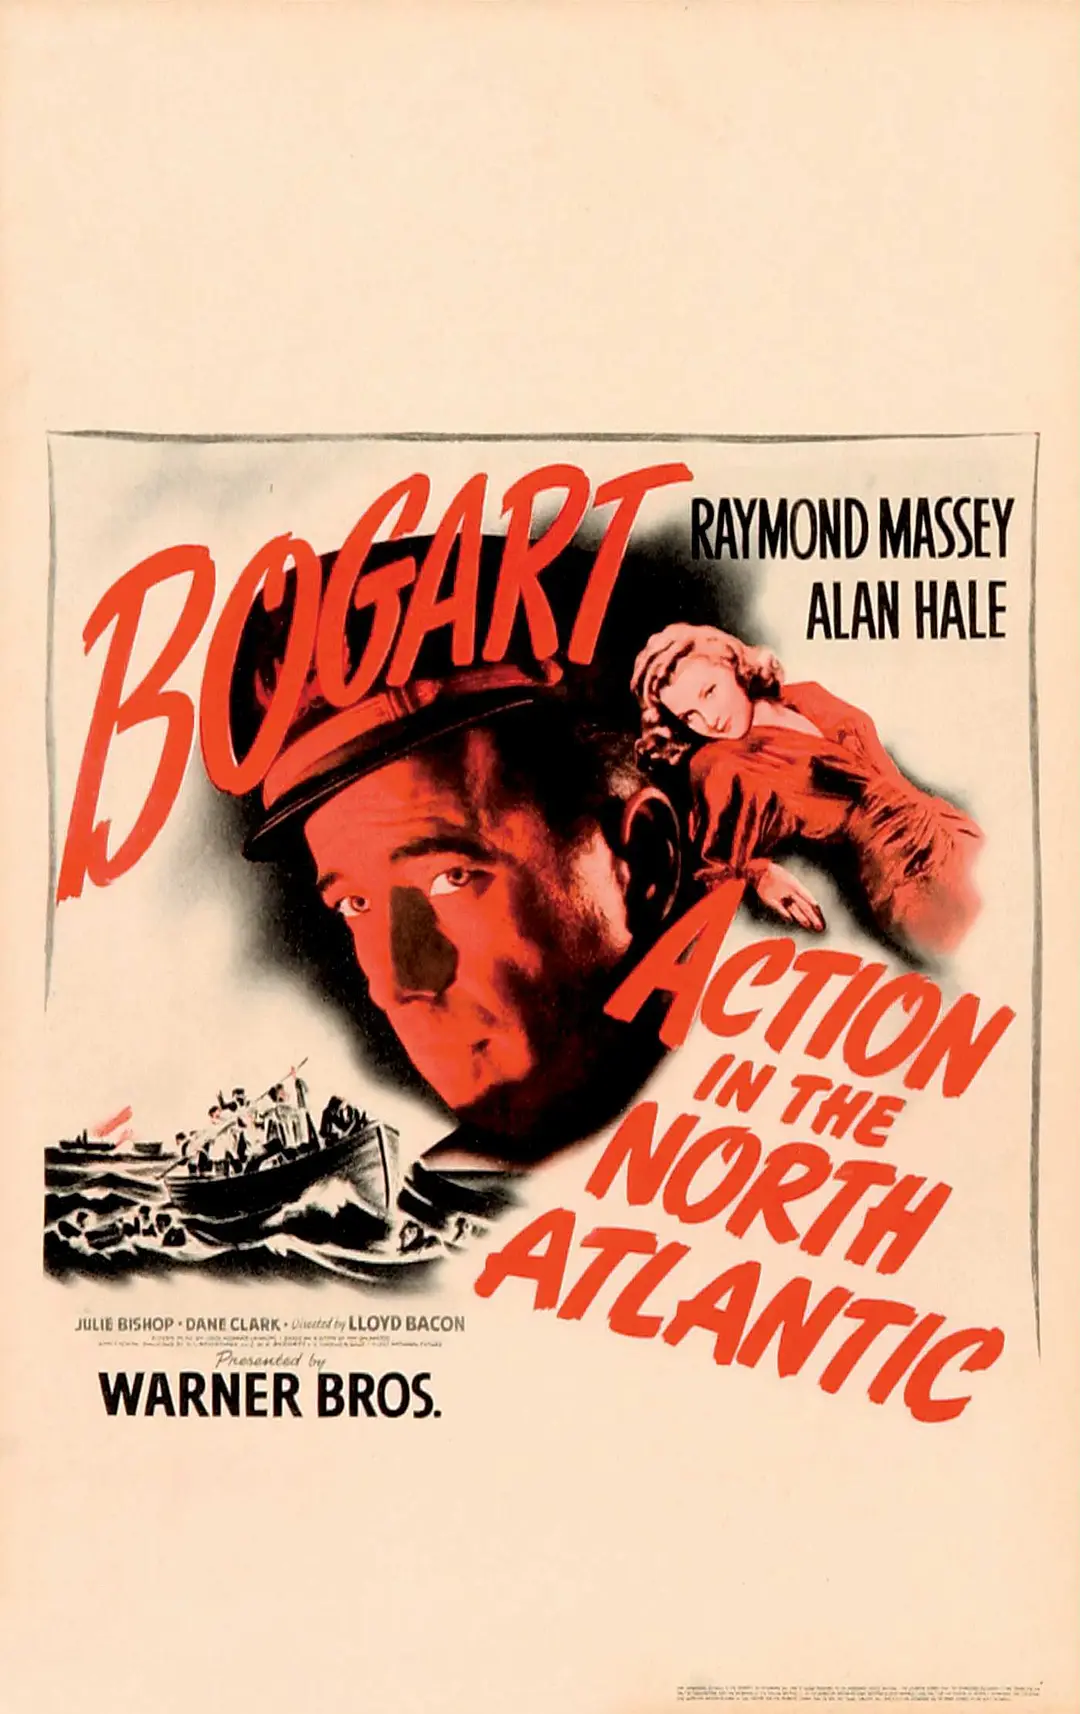 BOGART
RAYMOND MASSEY
ALAN HALE
ACTION
IN THE
NORTH
ATLANTIC
JULIE BISHOP · DANE CLARK · Directed by LLOYD BACON
Presented by
WARNER BROS.